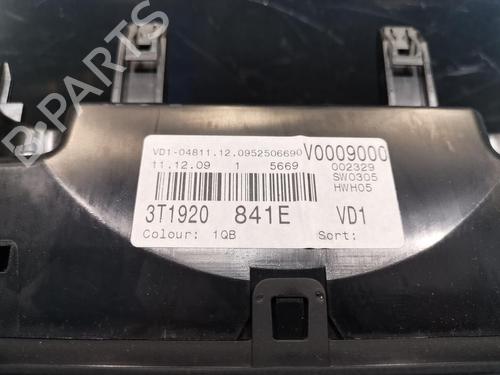 VD1-04811.12.0952506690 V0009000
11.12.09 1 5669 002329
SW0305
HWH05
3T1920 841E VD1
Colour: 1QB Sort:
B PARTS